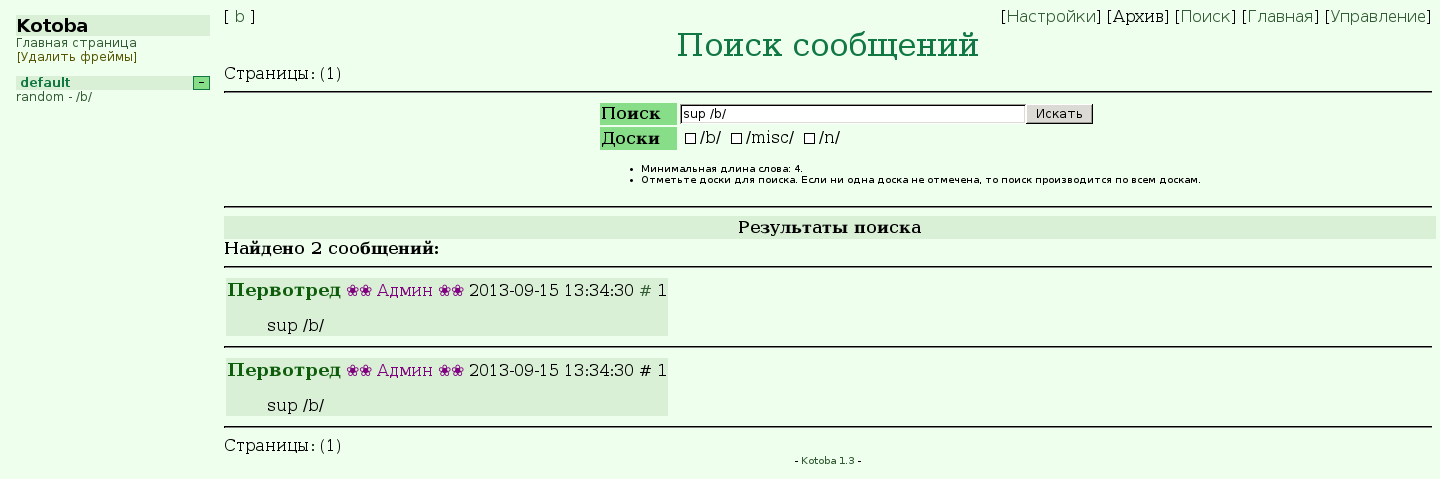 Kotoba
Главная страница
[Удалить фреймы]
default −
random - /b/
[ b ] [Настройки] [Архив] [Поиск] [Главная] [Управление]
Поиск сообщений
Страницы: (1)
Поиск sup /b/ Искать
Доски /b/ /misc/ /n/
• Минимальная длина слова: 4.
• Отметьте доски для поиска. Если ни одна доска не отмечена, то поиск производится по всем доскам.
Результаты поиска
Найдено 2 сообщений:
Первотред ❀❀ Админ ❀❀ 2013-09-15 13:34:30 # 1
sup /b/
Первотред ❀❀ Админ ❀❀ 2013-09-15 13:34:30 # 1
sup /b/
Страницы: (1)
- Kotoba 1.3 -